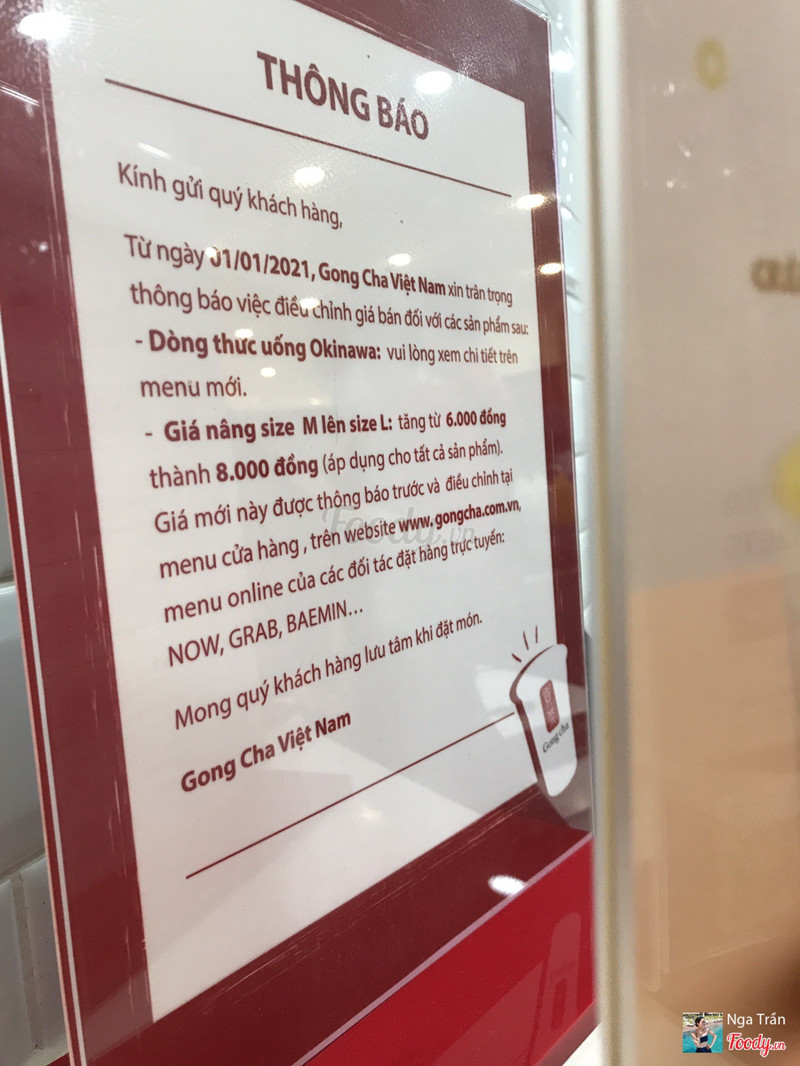 THÔNG BÁO
Kính gửi quý khách hàng,
Từ ngày 01/01/2021, Gong Cha Việt Nam xin trân trọng
thông báo việc điều chỉnh giá bán đối với các sản phẩm sau:
- Dòng thức uống Okinawa: vui lòng xem chi tiết trên
menu mới.
- Giá nâng size M lên size L: tăng từ 6.000 đồng
thành 8.000 đồng (áp dụng cho tất cả sản phẩm).
Giá mới này được thông báo trước và điều chỉnh tại
menu cửa hàng , trên website www. gongcha.com.vn,
menu online của các đối tác đặt hàng trực tuyến:
NOW, GRAB, BAEMIN...
Mong quý khách hàng lưu tâm khi đặt món.
Gong Cha Việt Nam
Gong cha
Foody.vn
Nga Trần
Foody.vn